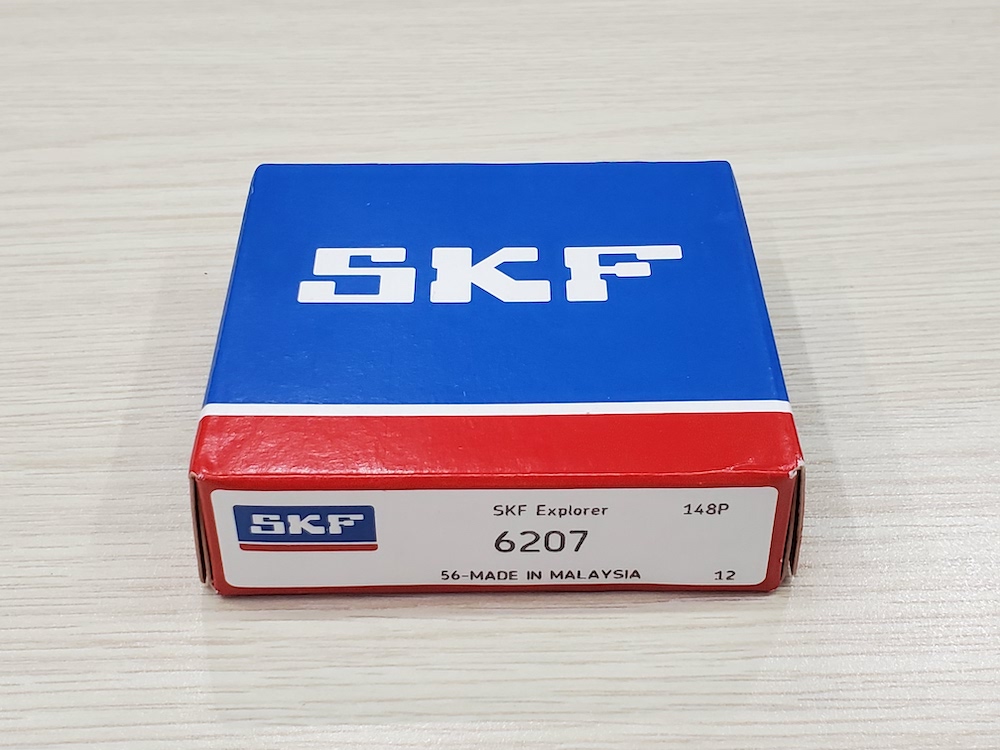 SKF
SKF
SKF Explorer 148P
6207
56-MADE IN MALAYSIA 12